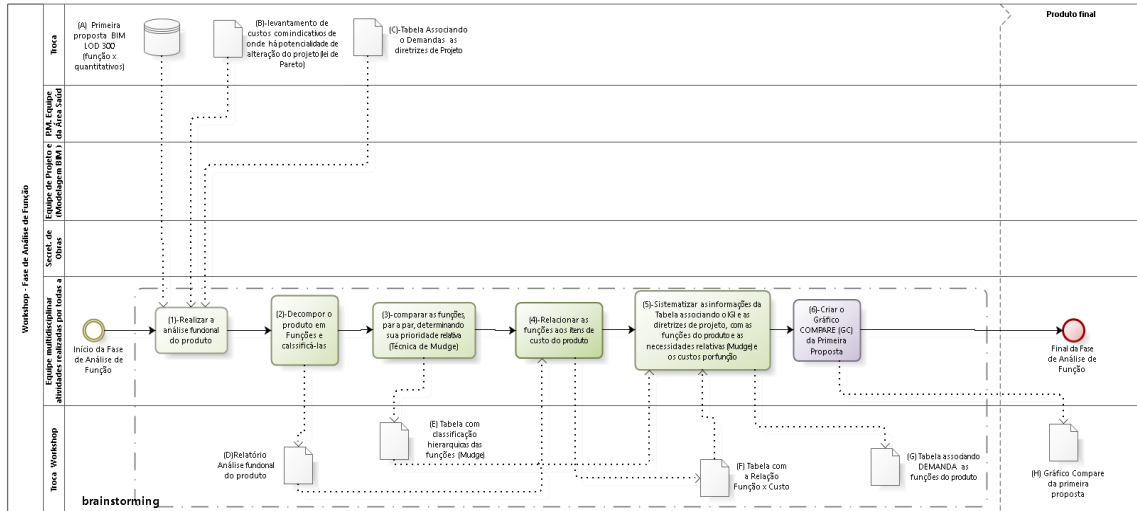 Workshop - Fase de Análise de Função
Troca
P.M. Equipe
da Área Saúd
Equipe de Projeto e
(Modelagem BIM )
Secret. de
Obras
Equipe multidisciplinar
atividades realizadas por todas a
Troca Workshop
Produto final
(A) Primeira
proposta BIM
LOD 300
(função x
quantitativos)
(B)-levantamento de
custos com indicativos de
onde há potencialidade de
alteração do projeto (lei de
Pareto)
(C)-Tabela Associando
o Demandas as
diretrizes de Projeto
Início da Fase
de Análise de
Função
(1)-Realizar a
análise funcional
do produto
(2)-Decompor o
produto em
Funções e
calssificá-las
(3)-comparar as funções,
par a par, determinando
sua prioridade relativa
(Técnica de Mudge)
(4)-Relacionar as
funções aos itens de
custo do produto
(5)-Sistematizar as informações da
Tabela associando o IGI e as
diretrizes de projeto, com as
funções do produto e as
necessidades relativas (Mudge) e
os custos por função
(6)-Criar o
Gráfico
COMPARE (GC)
da Primeira
Proposta
Final da Fase
de Análise de
Função
(D)Relatório
Análise funcional
do produto
(E) Tabela com
classificação
hierarquicas das
funções (Mudge)
(F) Tabela com
a Relação
Função x Custo
(G) Tabela associando
DEMANDA as
funções do produto
(H) Gráfico Compare
da primeira
proposta
brainstorming